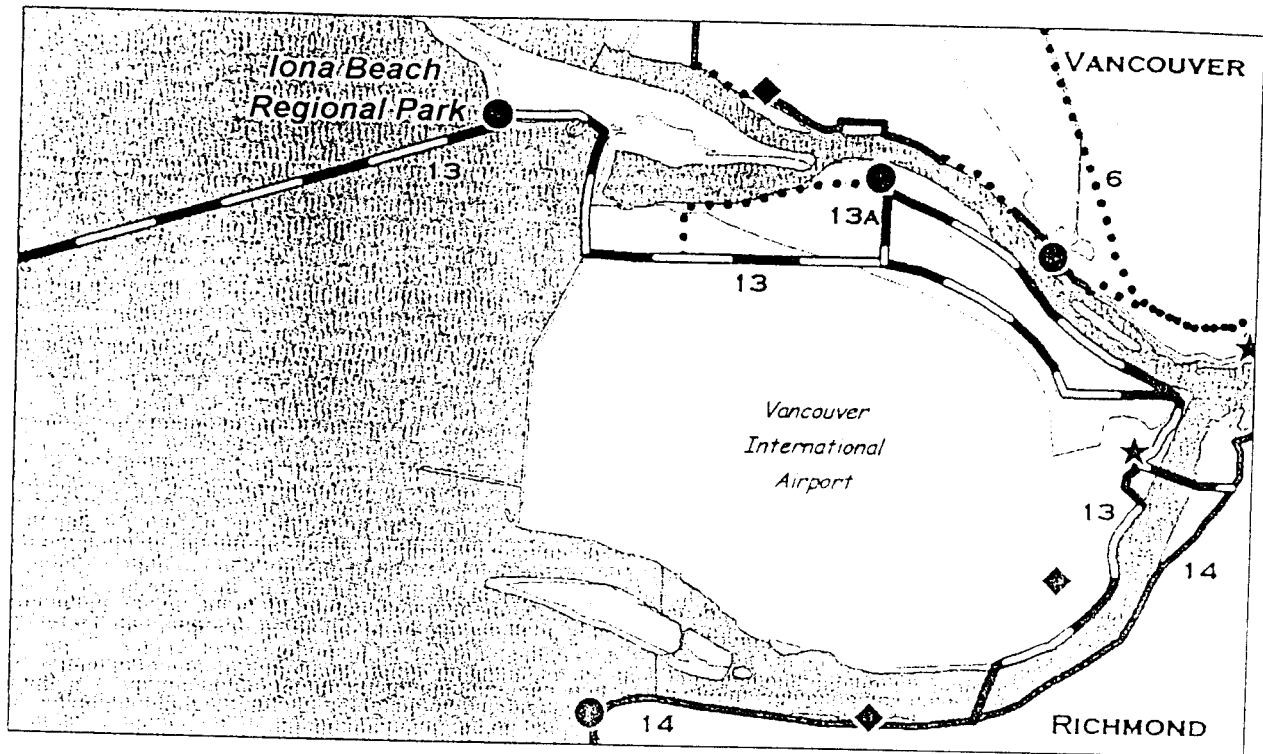 Iona Beach
Regional Park
VANCOUVER
13
6
13A
13
Vancouver
International
Airport
13
14
14
RICHMOND